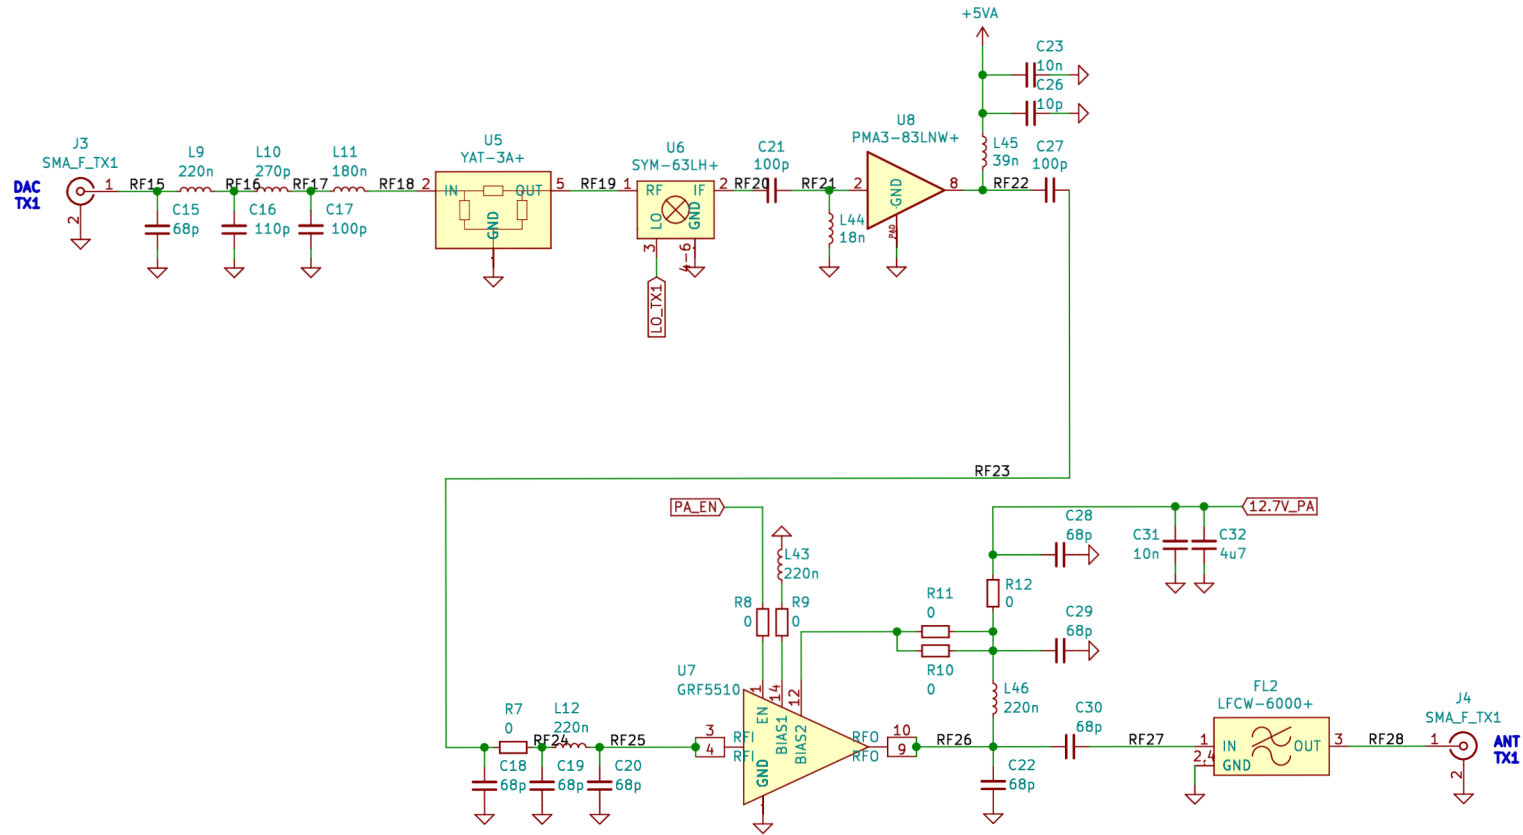 +5VA
C23
10n
C26
10p
J3
SMA_F_TX1
DAC
TX1
1
2
RF15
L9
220n
RF16
L10
270p
RF17
L11
180n
RF18
C15
68p
C16
110p
C17
100p
U5
YAT-3A+
2
IN
OUT
5
GND
RF19
U6
SYM-63LH+
1
RF
IF
2
LO
GND
3
4-6
LO_TX1
RF20
C21
100p
RF21
L44
18n
U8
PMA3-83LNW+
2
GND
PAD
8
L45
39n
RF22
C27
100p
RF23
PA_EN
L43
220n
R8
0
R9
0
R11
0
R10
0
R12
0
C28
68p
C29
68p
C31
10n
C32
4u7
12.7V_PA
U7
GRF5510
1
14
12
EN
BIAS1
BIAS2
3
RFI
4
RFI
GND
RFO
10
RFO
9
R7
0
RF24
L12
220n
RF25
C18
68p
C19
68p
C20
68p
L46
220n
RF26
C22
68p
C30
68p
RF27
FL2
LFCW-6000+
1
IN
OUT
3
2,4
GND
RF28
J4
SMA_F_TX1
1
2
ANT
TX1